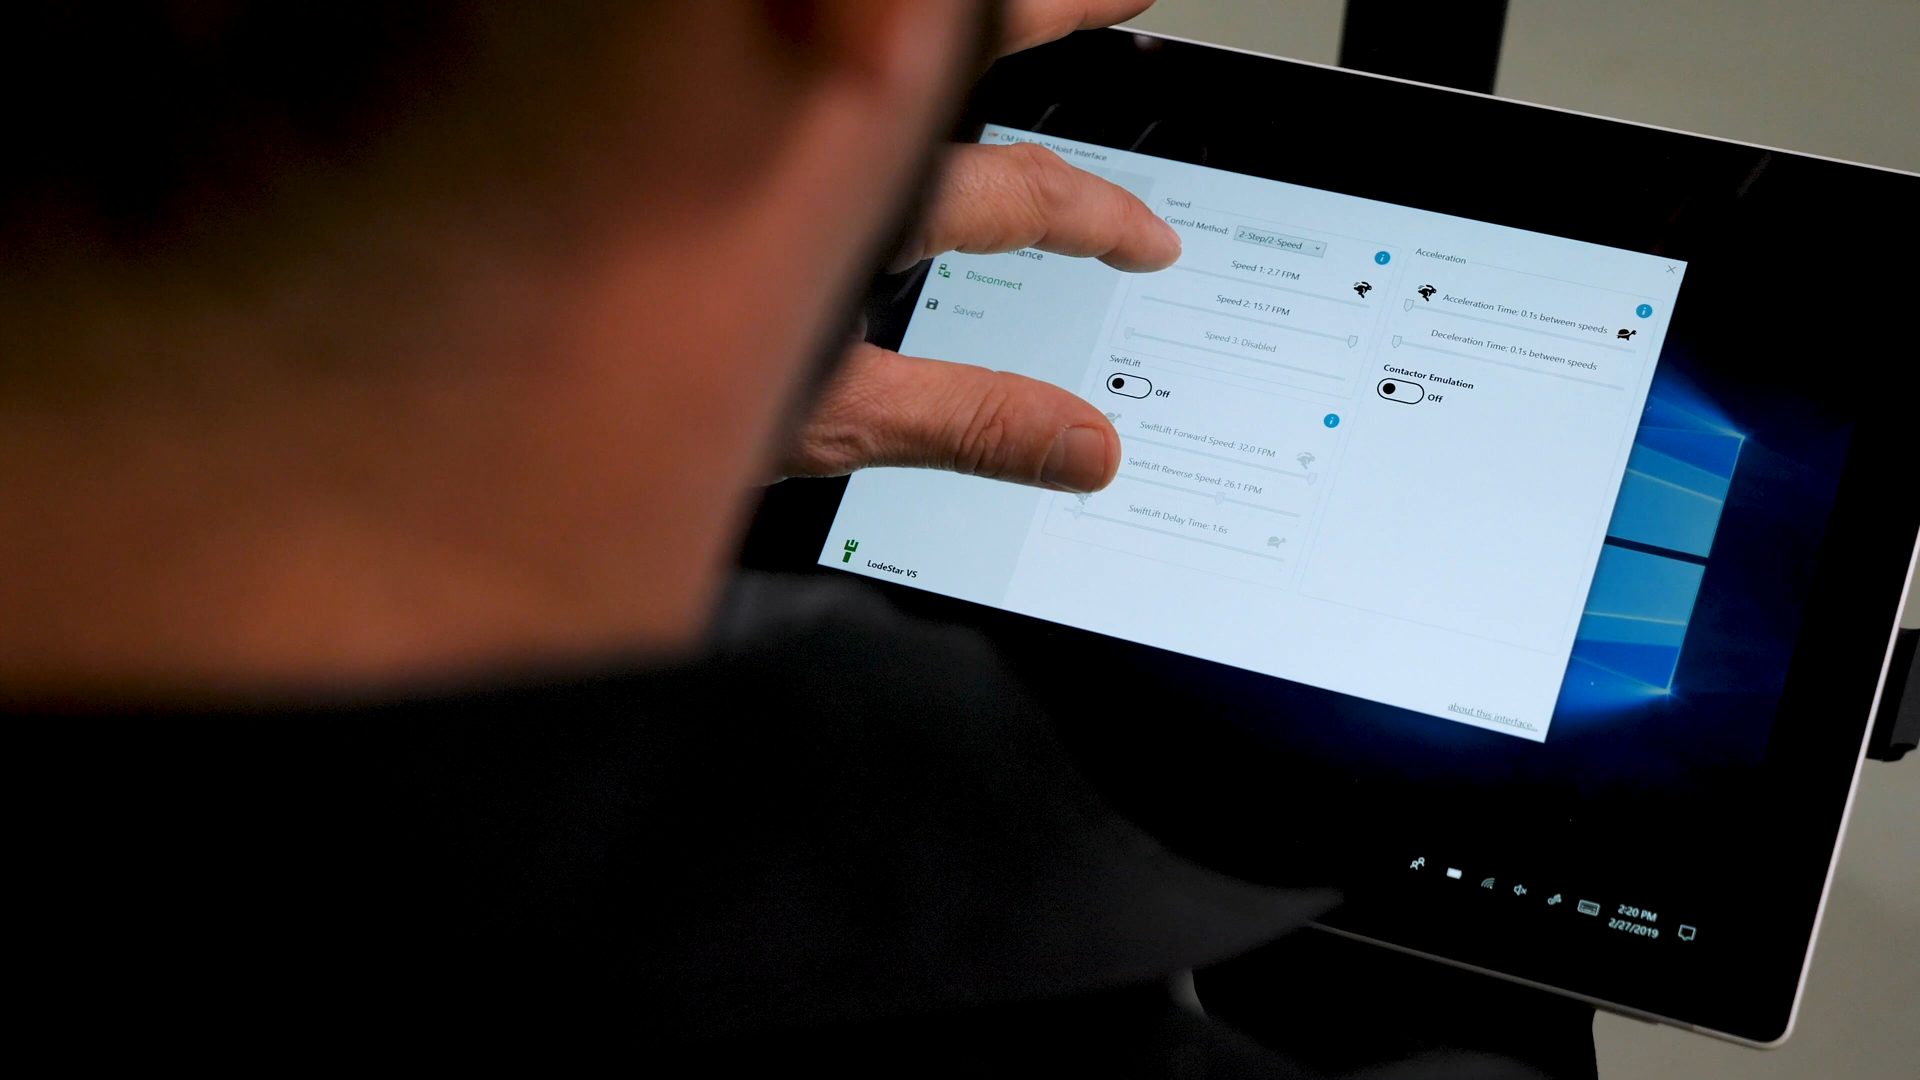 CM Hoist Interface
Disconnect
Saved
LodeStar VS
Speed
Control Method: 2-Step/2-Speed
Speed 1: 2.7 FPM
Speed 2: 15.7 FPM
Speed 3: Disabled
SwiftLift
Off
SwiftLift Forward Speed: 32.0 FPM
SwiftLift Reverse Speed: 26.1 FPM
SwiftLift Delay Time: 1.6s
Acceleration
Acceleration Time: 0.1s between speeds
Deceleration Time: 0.1s between speeds
Contactor Emulation
Off
about this interface...
2:20 PM
2/27/2019